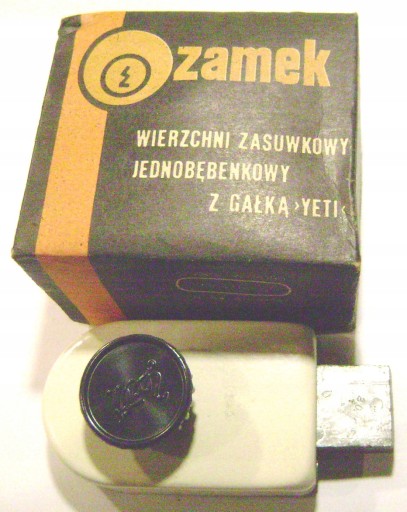 zamek
WIERZCHNI ZASUWKOWY
JEDNOBĘBENKOWY
Z GAŁKĄ ›YETI‹